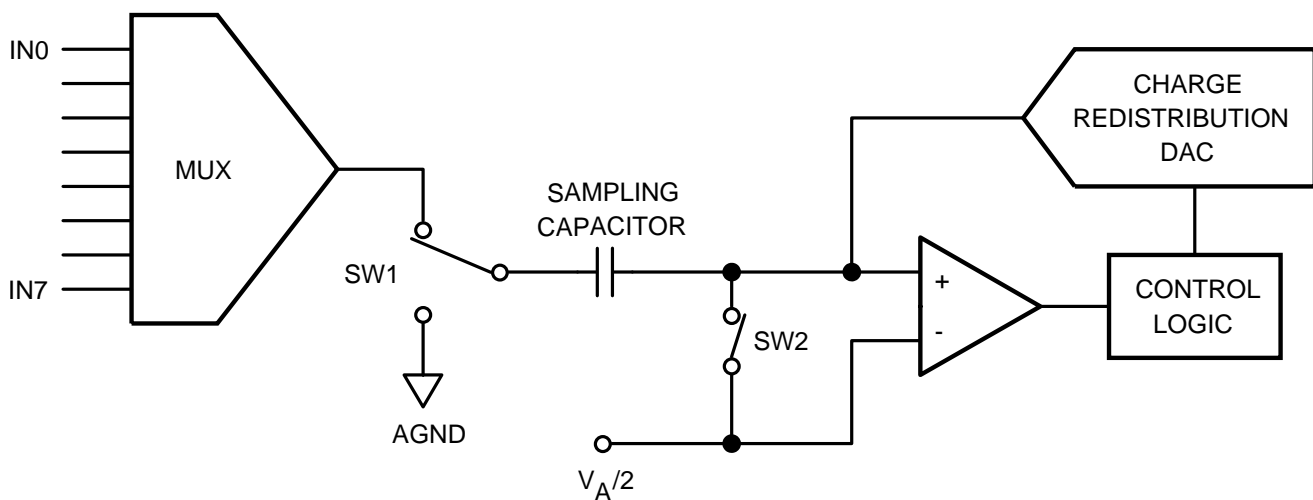 IN0
MUX
IN7
SW1
AGND
SAMPLING
CAPACITOR
SW2
VA/2
+
-
CHARGE
REDISTRIBUTION
DAC
CONTROL
LOGIC